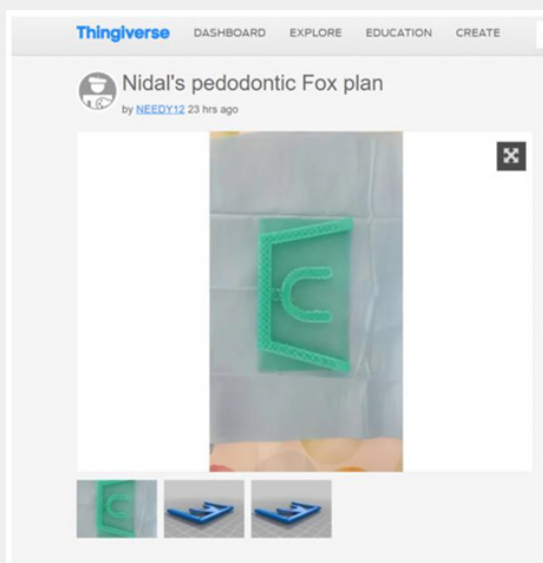 Thingiverse DASHBOARD EXPLORE EDUCATION CREATE
Nidal's pedodontic Fox plan
by NEEDY12 23 hrs ago